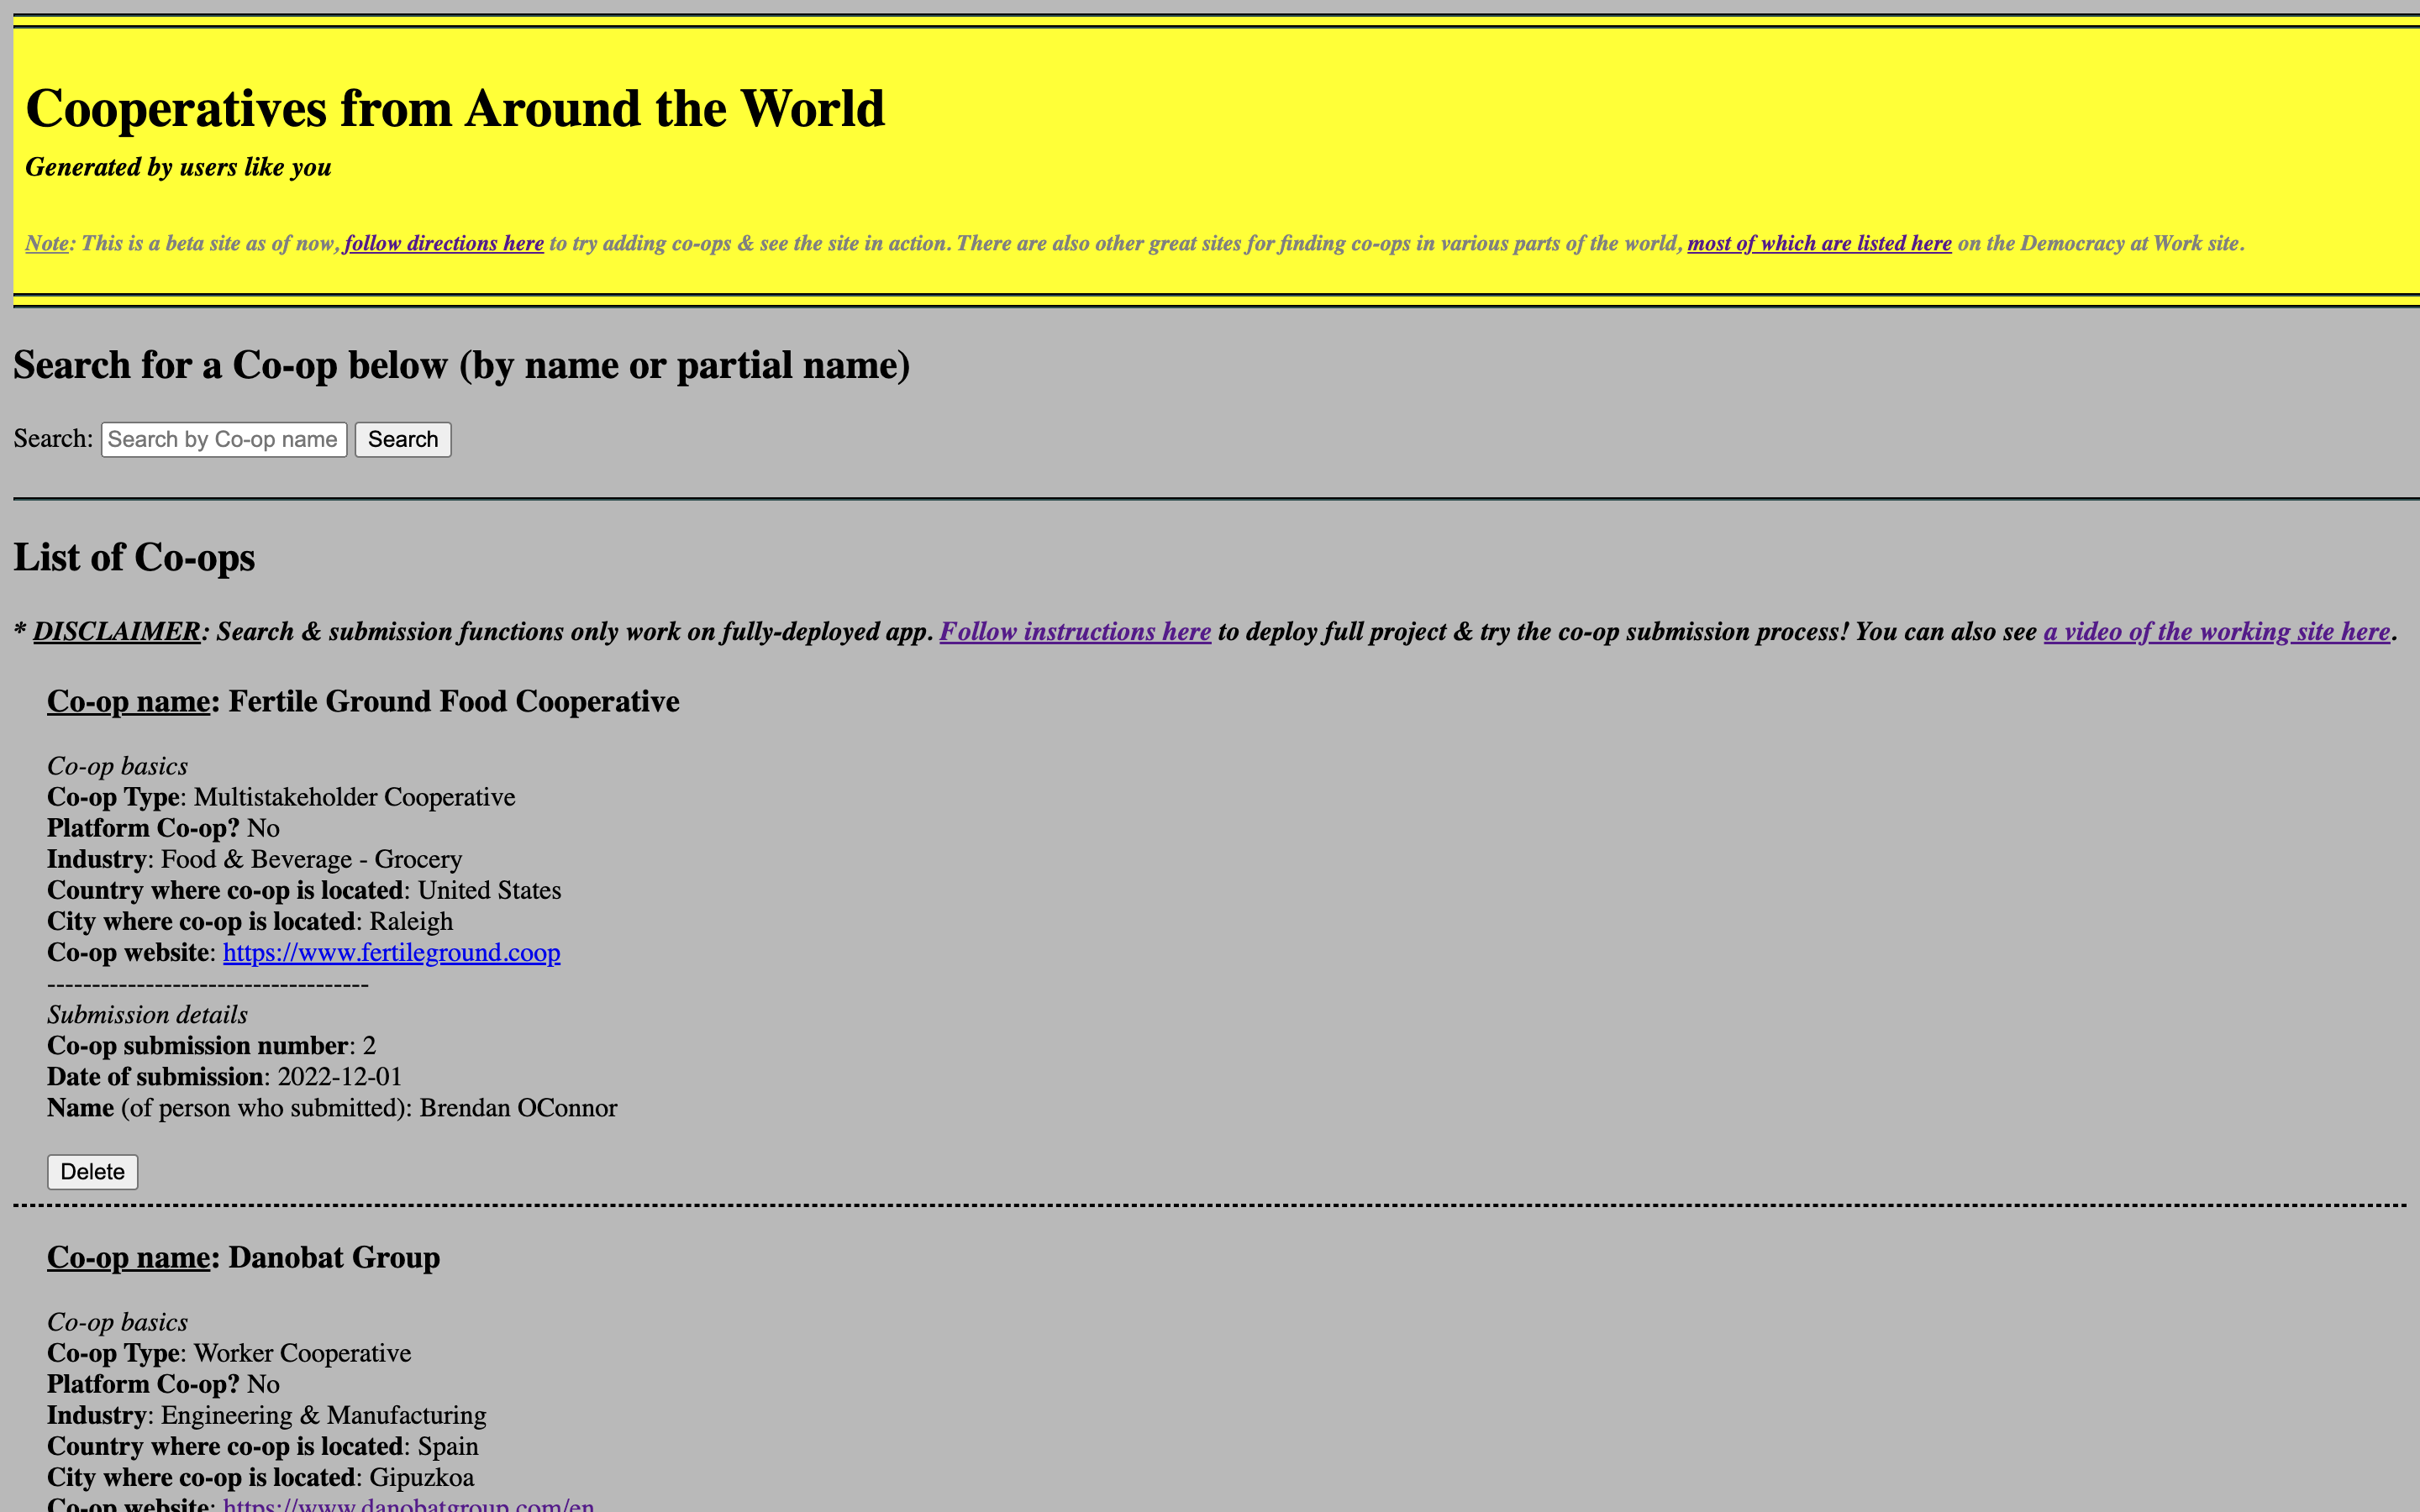 Cooperatives from Around the World
Generated by users like you
Note: This is a beta site as of now, follow directions here to try adding co-ops & see the site in action. There are also other great sites for finding co-ops in various parts of the world, most of which are listed here on the Democracy at Work site.
Search for a Co-op below (by name or partial name)
Search: Search by Co-op name Search
List of Co-ops
* DISCLAIMER: Search & submission functions only work on fully-deployed app. Follow instructions here to deploy full project & try the co-op submission process! You can also see a video of the working site here.
Co-op name: Fertile Ground Food Cooperative
Co-op basics
Co-op Type: Multistakeholder Cooperative
Platform Co-op? No
Industry: Food & Beverage - Grocery
Country where co-op is located: United States
City where co-op is located: Raleigh
Co-op website: https://www.fertileground.coop
------------------------------------
Submission details
Co-op submission number: 2
Date of submission: 2022-12-01
Name (of person who submitted): Brendan OConnor
Delete
Co-op name: Danobat Group
Co-op basics
Co-op Type: Worker Cooperative
Platform Co-op? No
Industry: Engineering & Manufacturing
Country where co-op is located: Spain
City where co-op is located: Gipuzkoa
Co-op website: https://www.danobatgroup.com/en